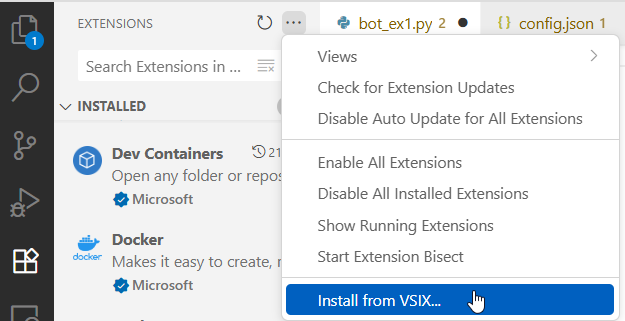 EXTENSIONS
bot_ex1.py 2
config.json 1
1
Search Extensions in ...
INSTALLED
Dev Containers
21
Open any folder or repos
Microsoft
Docker
docker
Makes it easy to create, m
Microsoft
Views
Check for Extension Updates
Disable Auto Update for All Extensions
Enable All Extensions
Disable All Installed Extensions
Show Running Extensions
Start Extension Bisect
Install from VSIX...